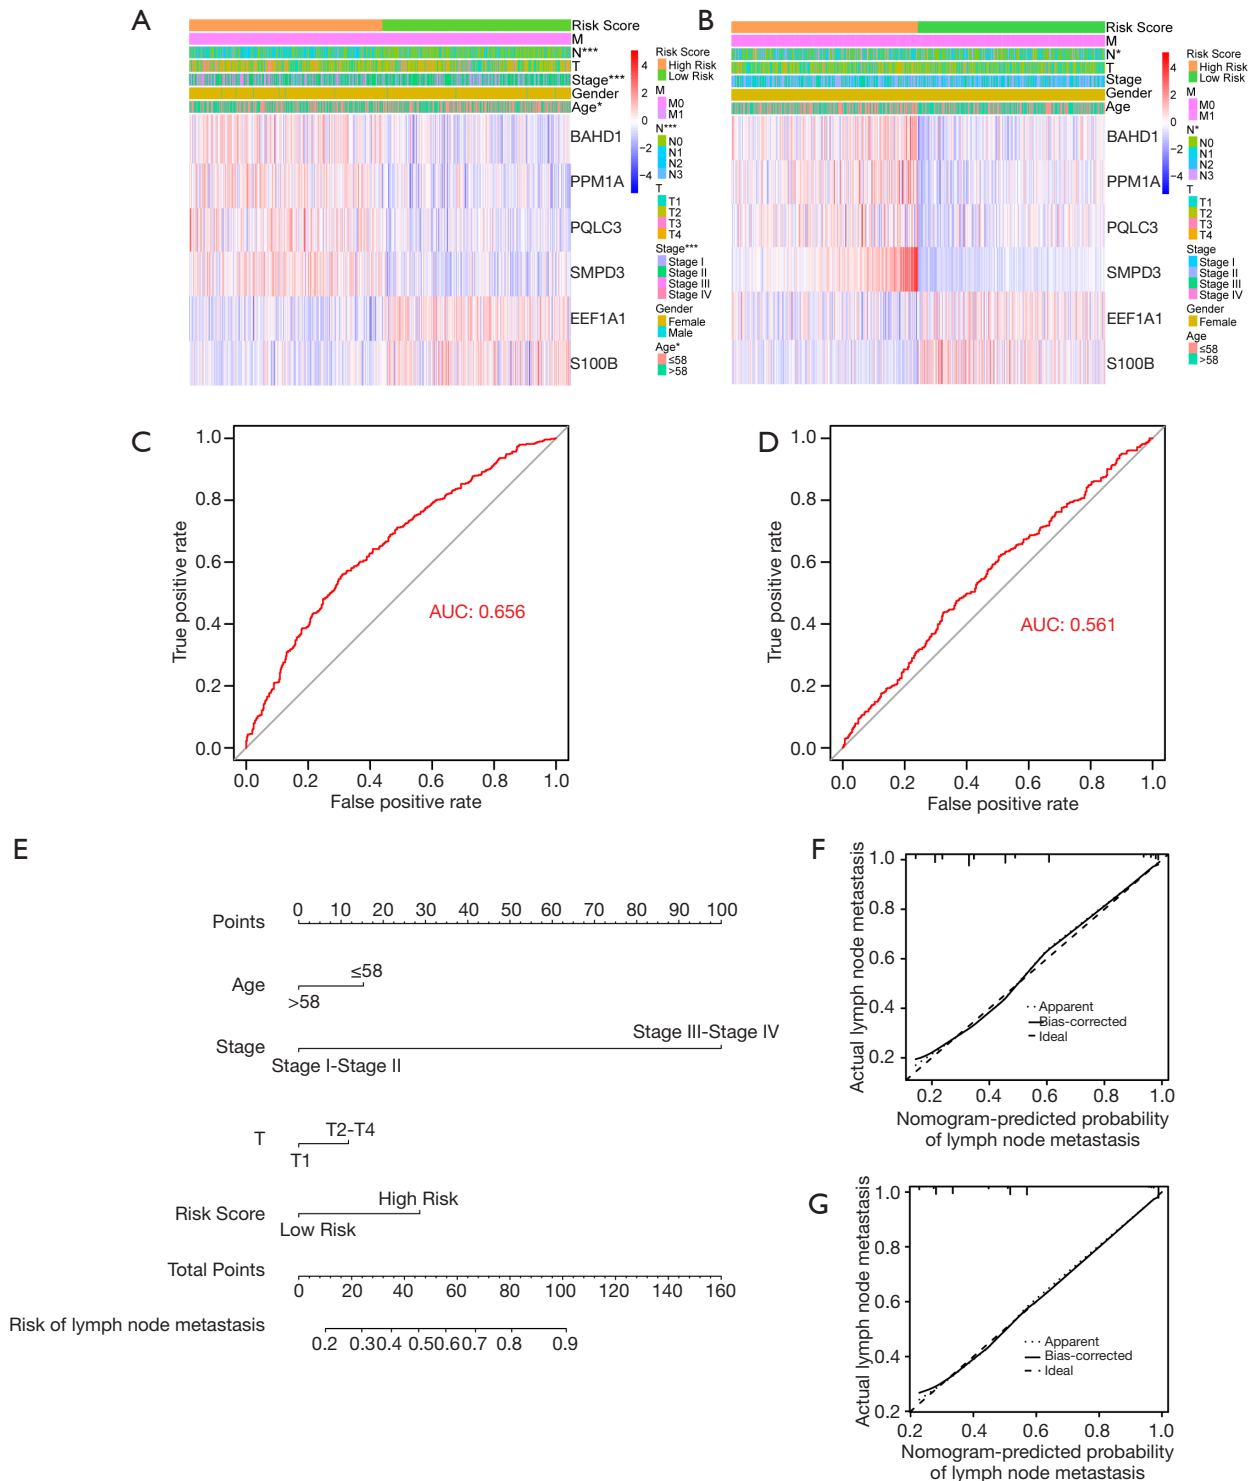 A
Risk Score
M
N***
T
Stage***
Gender
Age*
BAHD1
PPM1A
PQLC3
SMPD3
EEF1A1
S100B
4
2
0
−2
−4
Risk Score
High Risk
Low Risk
M
M0
M1
N***
N0
N1
N2
N3
T
T1
T2
T3
T4
Stage***
Stage I
Stage II
Stage III
Stage IV
Gender
Female
Male
Age*
≤58
>58
B
Risk Score
M
N*
T
Stage
Gender
Age
BAHD1
PPM1A
PQLC3
SMPD3
EEF1A1
S100B
4
2
0
−2
−4
Risk Score
High Risk
Low Risk
M
M0
M1
N*
N0
N1
N2
N3
T
T1
T2
T3
T4
Stage
Stage I
Stage II
Stage III
Stage IV
Gender
Female
Age
≤58
>58
C
True positive rate
1.0
0.8
0.6
0.4
0.2
0.0
AUC: 0.656
0.0 0.2 0.4 0.6 0.8 1.0
False positive rate
D
True positive rate
1.0
0.8
0.6
0.4
0.2
0.0
AUC: 0.561
0.0 0.2 0.4 0.6 0.8 1.0
False positive rate
E
Points
0 10 20 30 40 50 60 70 80 90 100
Age
≤58
>58
Stage
Stage III-Stage IV
Stage I-Stage II
T
T2-T4
T1
Risk Score
High Risk
Low Risk
Total Points
0 20 40 60 80 100 120 140 160
Risk of lymph node metastasis
0.2 0.3 0.4 0.5 0.6 0.7 0.8 0.9
F
Actual lymph node metastasis
1.0
0.8
0.6
0.4
0.2
Apparent
Bias-corrected
Ideal
0.2 0.4 0.6 0.8 1.0
Nomogram-predicted probability
of lymph node metastasis
G
Actual lymph node metastasis
1.0
0.8
0.6
0.4
0.2
Apparent
Bias-corrected
Ideal
0.2 0.4 0.6 0.8 1.0
Nomogram-predicted probability
of lymph node metastasis